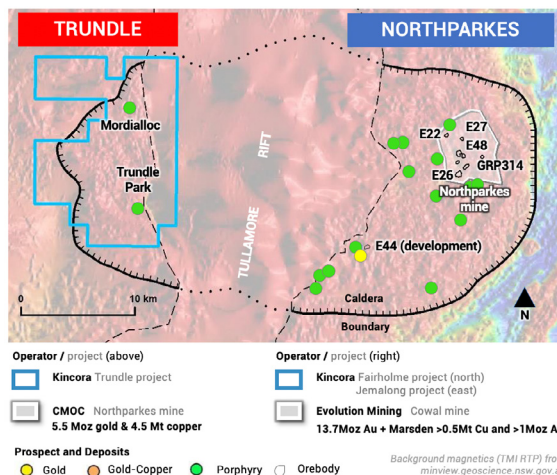 TRUNDLE
NORTHPARKES
Mordialloc
Trundle
Park
RIFT
TULLAMORE
E22
E27
E48
GRP314
E26
Northparkes
mine
E44 (development)
0
10 km
Caldera
Boundary
N
Operator / project (above)
Kincora Trundle project
CMOC Northparkes mine
5.5 Moz gold & 4.5 Mt copper
Operator / project (right)
Kincora Fairholme project (north)
Jemalong project (east)
Evolution Mining Cowal mine
13.7Moz Au + Marsden >0.5Mt Cu and >1Moz A
Prospect and Deposits
Gold
Gold-Copper
Porphyry
Orebody
Background magnetics (TMI RTP) fro
minview.geoscience.nsw.gov.